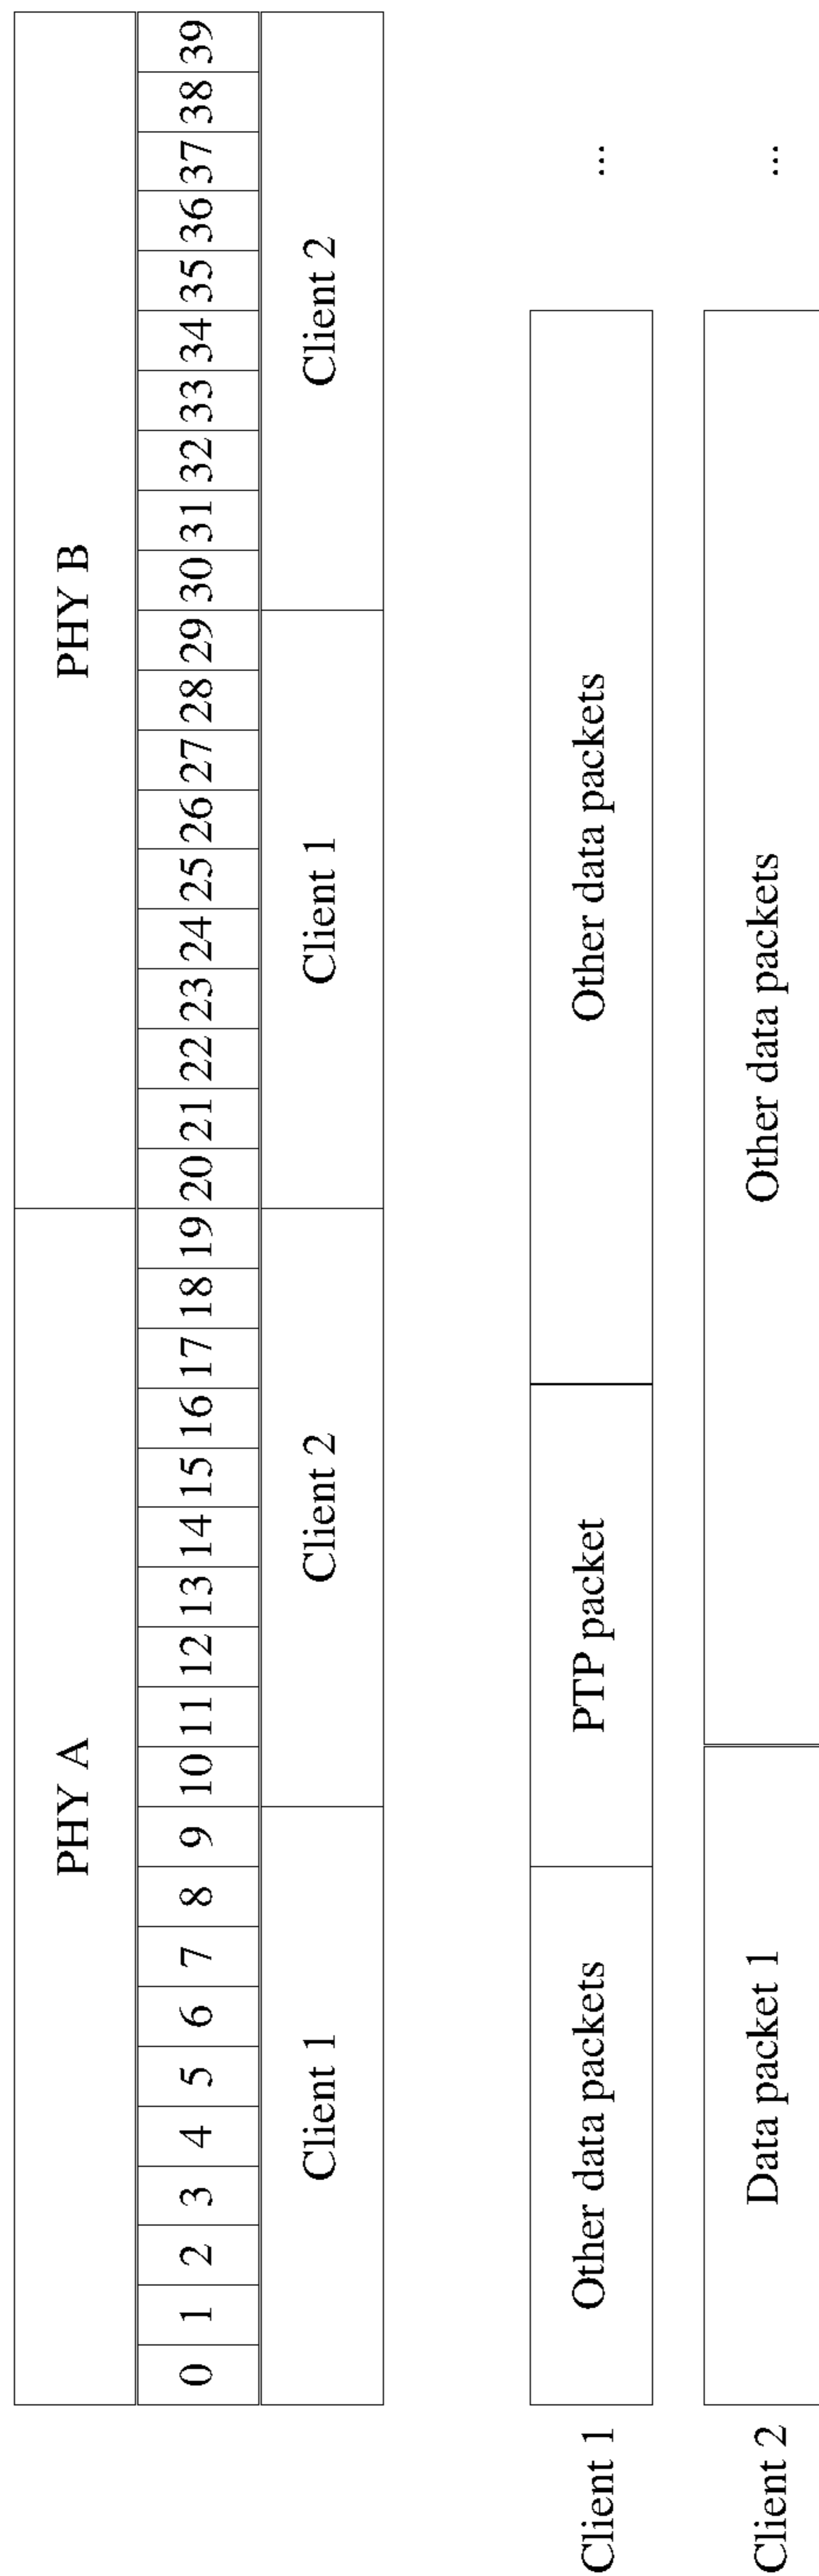 PHY A PHY B
0 1 2 3 4 5 6 7 8 9 10 11 12 13 14 15 16 17 18 19 20 21 22 23 24 25 26 27 28 29 30 31 32 33 34 35 36 37 38 39
Client 1 Client 2 Client 1 Client 2
Client 1 Other data packets PTP packet Other data packets ...
Client 2 Data packet 1 Other data packets ...